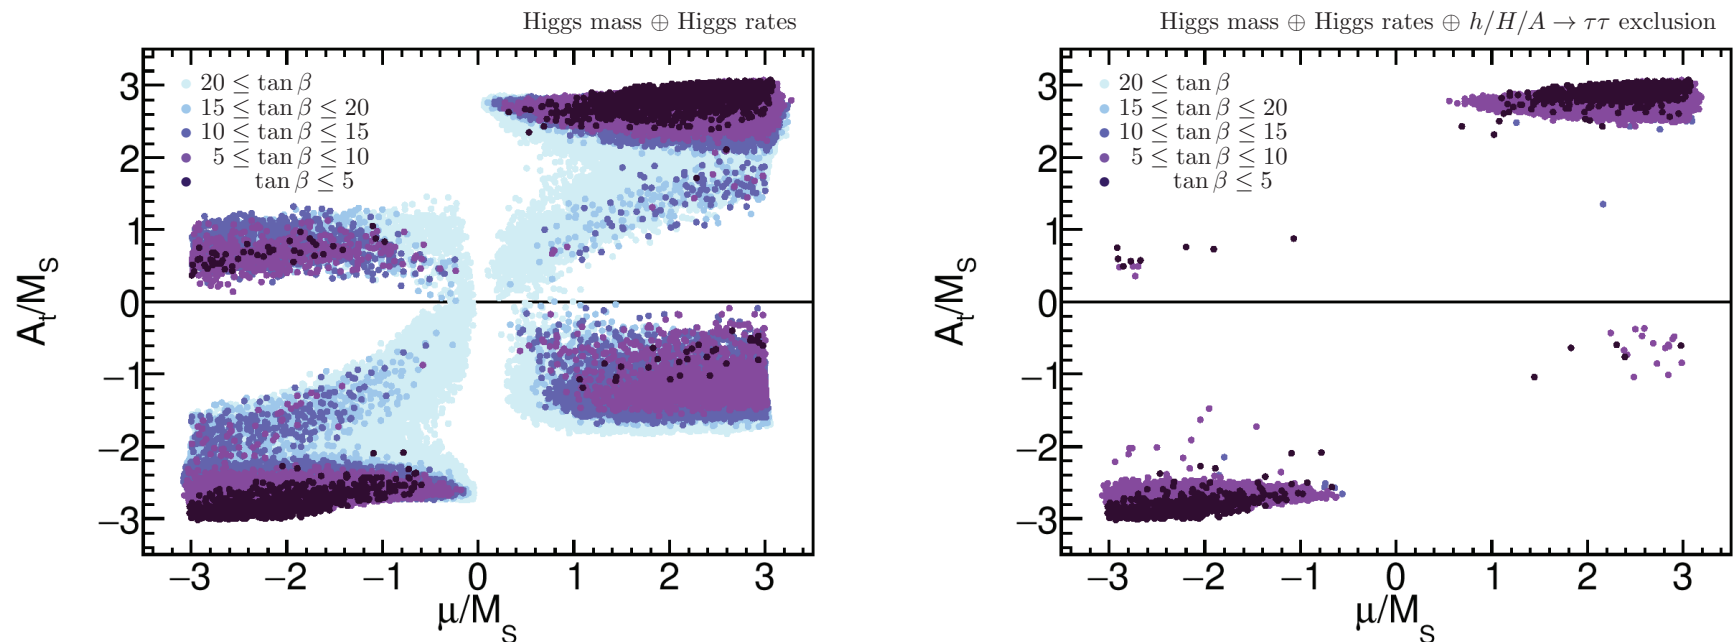 Higgs mass ⊕ Higgs rates
20 ≤ tan β
15 ≤ tan β ≤ 20
10 ≤ tan β ≤ 15
5 ≤ tan β ≤ 10
tan β ≤ 5
3
2
1
0
−1
−2
−3
A_t/M_S
−3 −2 −1 0 1 2 3
μ/M_S
Higgs mass ⊕ Higgs rates ⊕ h/H/A → ττ exclusion
20 ≤ tan β
15 ≤ tan β ≤ 20
10 ≤ tan β ≤ 15
5 ≤ tan β ≤ 10
tan β ≤ 5
3
2
1
0
−1
−2
−3
A_t/M_S
−3 −2 −1 0 1 2 3
μ/M_S